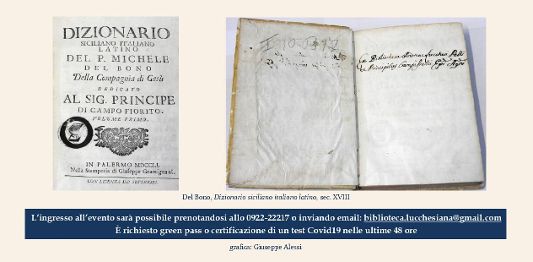 DIZIONARIO
SICILIANO ITALIANO
LATINO
DEL P. MICHELE
DEL BONO
Della Compagnia di Gesù
DEDICATO
AL SIG. PRINCIPE
DI CAMPO FIORITO.
VOLUME PRIMO.
IN PALERMO MDCCLI.
Nella Stamperia di Giuseppe Gramignani.
CON LICENZA DE' SUPERIORI.
Del Bono, Dizionario siciliano italiano latino, sec. XVIII
L'ingresso all'evento sarà possibile prenotandosi allo 0922-22217 o inviando email: biblioteca.lucchesiana@gmail.com
È richiesto green pass o certificazione di un test Covid19 nelle ultime 48 ore
grafica: Giuseppe Alessi